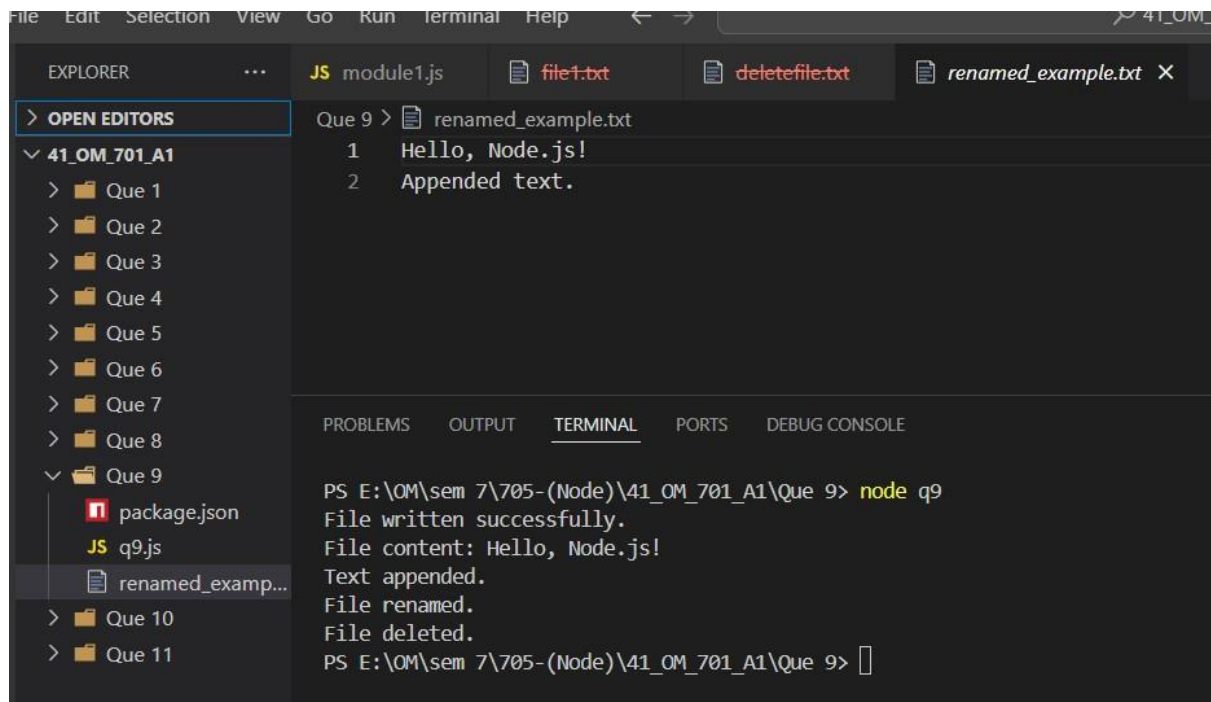 File Edit Selection View Go Run Terminal Help ← → 41_OM_
EXPLORER ...
JS module1.js file1.txt deletefile.txt renamed_example.txt ×
> OPEN EDITORS
41_OM_701_A1
> Que 1
> Que 2
> Que 3
> Que 4
> Que 5
> Que 6
> Que 7
> Que 8
Que 9
package.json
JS q9.js
renamed_examp...
> Que 10
> Que 11
Que 9 > renamed_example.txt
1 Hello, Node.js!
2 Appended text.
PROBLEMS OUTPUT TERMINAL PORTS DEBUG CONSOLE
PS E:\OM\sem 7\705-(Node)\41_OM_701_A1\Que 9> node q9
File written successfully.
File content: Hello, Node.js!
Text appended.
File renamed.
File deleted.
PS E:\OM\sem 7\705-(Node)\41_OM_701_A1\Que 9>